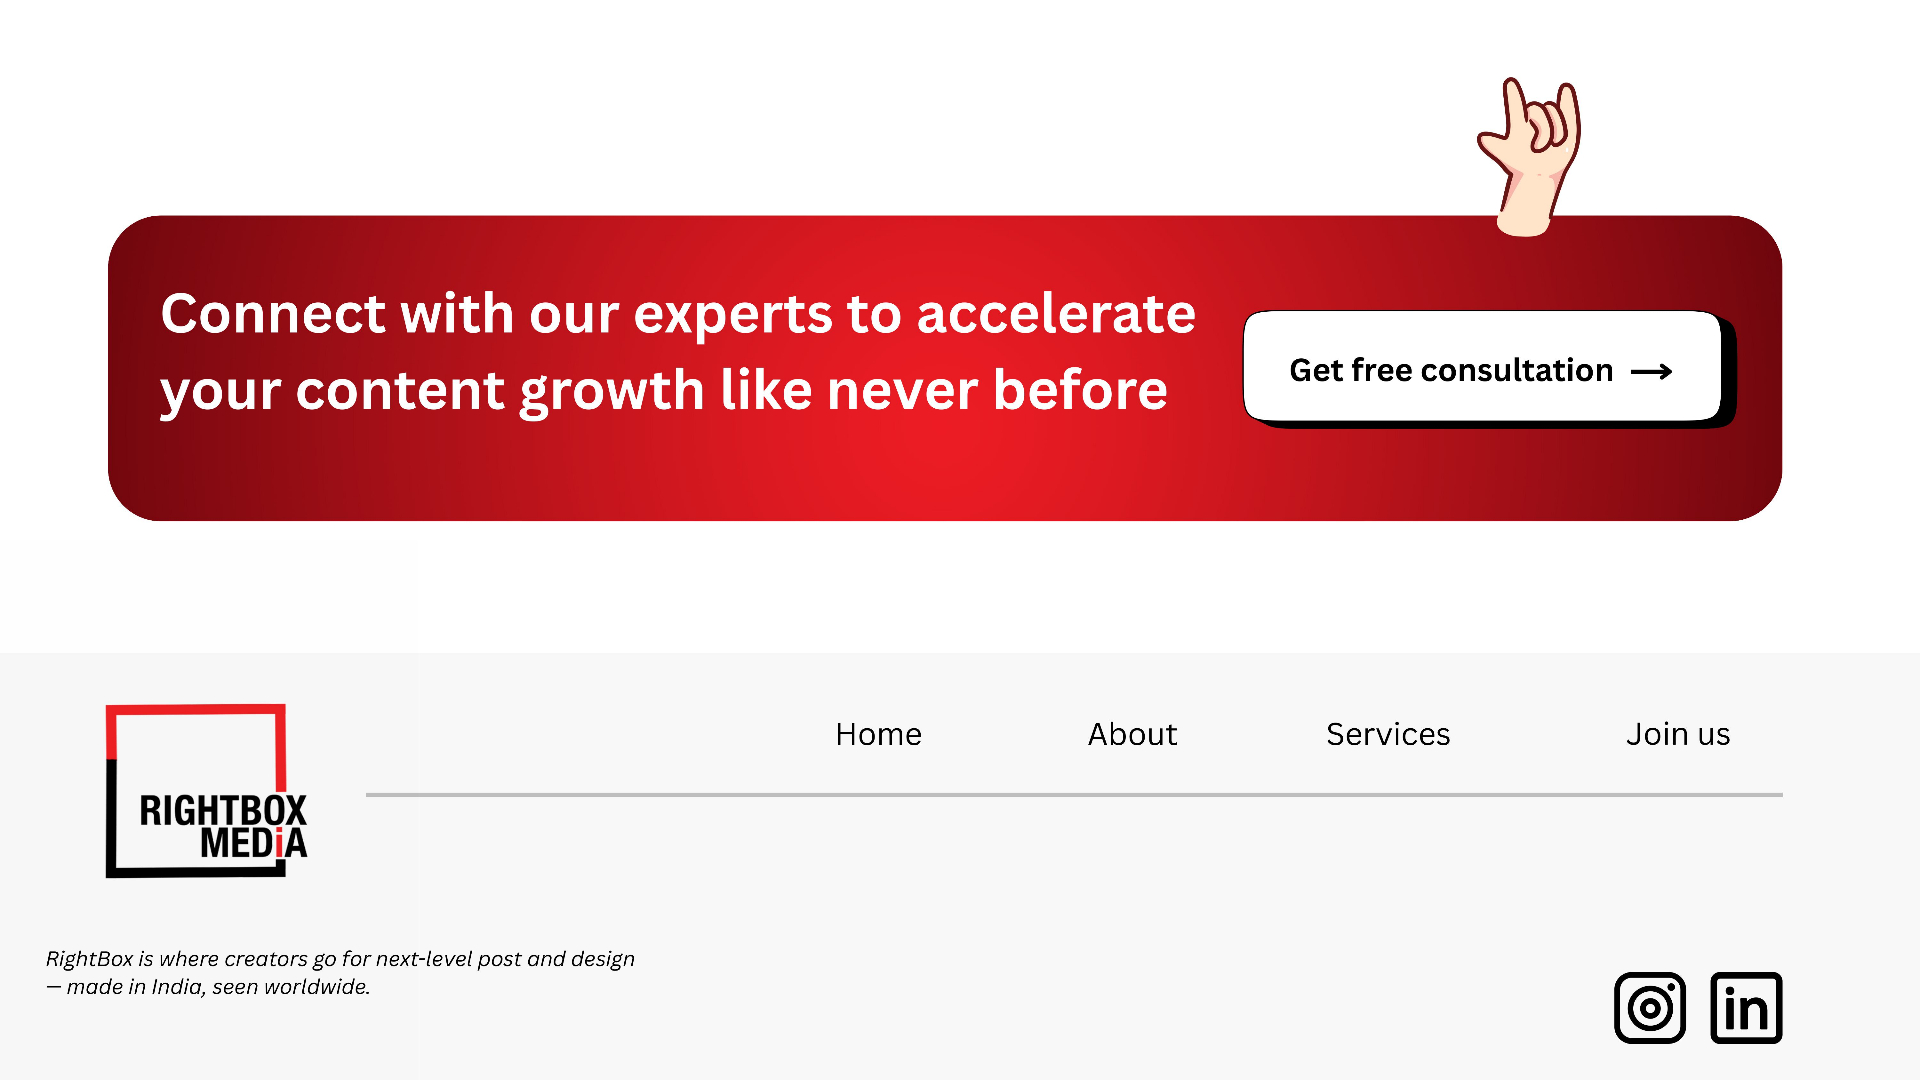 Connect with our experts to accelerate
your content growth like never before
Get free consultation →
Home About Services Join us
RIGHTBOX
MEDiA
RightBox is where creators go for next-level post and design
– made in India, seen worldwide.
in